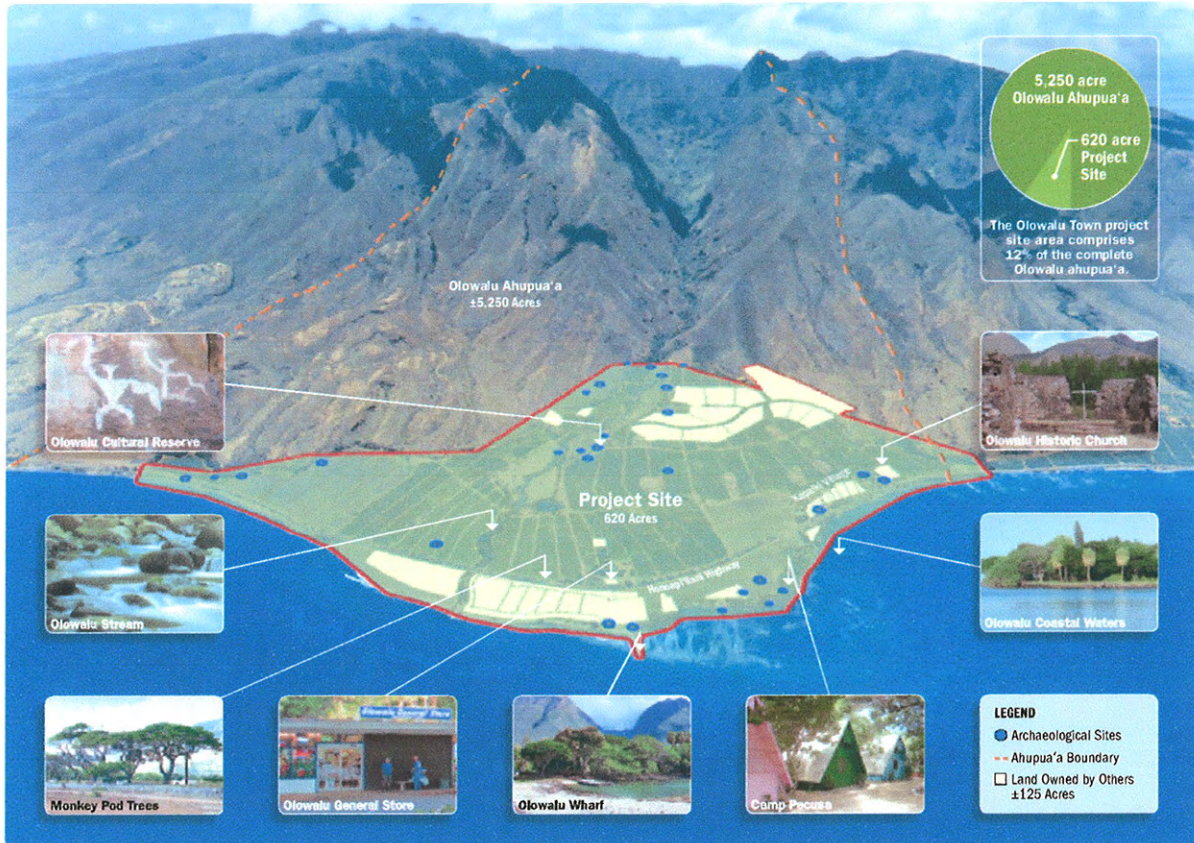 5,250 acre
Olowalu Ahupua'a
620 acre
Project
Site
The Olowalu Town project
site area comprises
12% of the complete
Olowalu ahupua'a.
Olowalu Ahupua'a
±5,250 Acres
Olowalu Cultural Reserve
Olowalu Historic Church
Kapaiki Village
Project Site
620 Acres
Honoapi'ilani Highway
Olowalu Stream
Olowalu Coastal Waters
Monkey Pod Trees
Olowalu General Store
Olowalu General Store
Olowalu Wharf
Camp Pecusa
LEGEND
Archaeological Sites
Ahupua'a Boundary
Land Owned by Others
±125 Acres